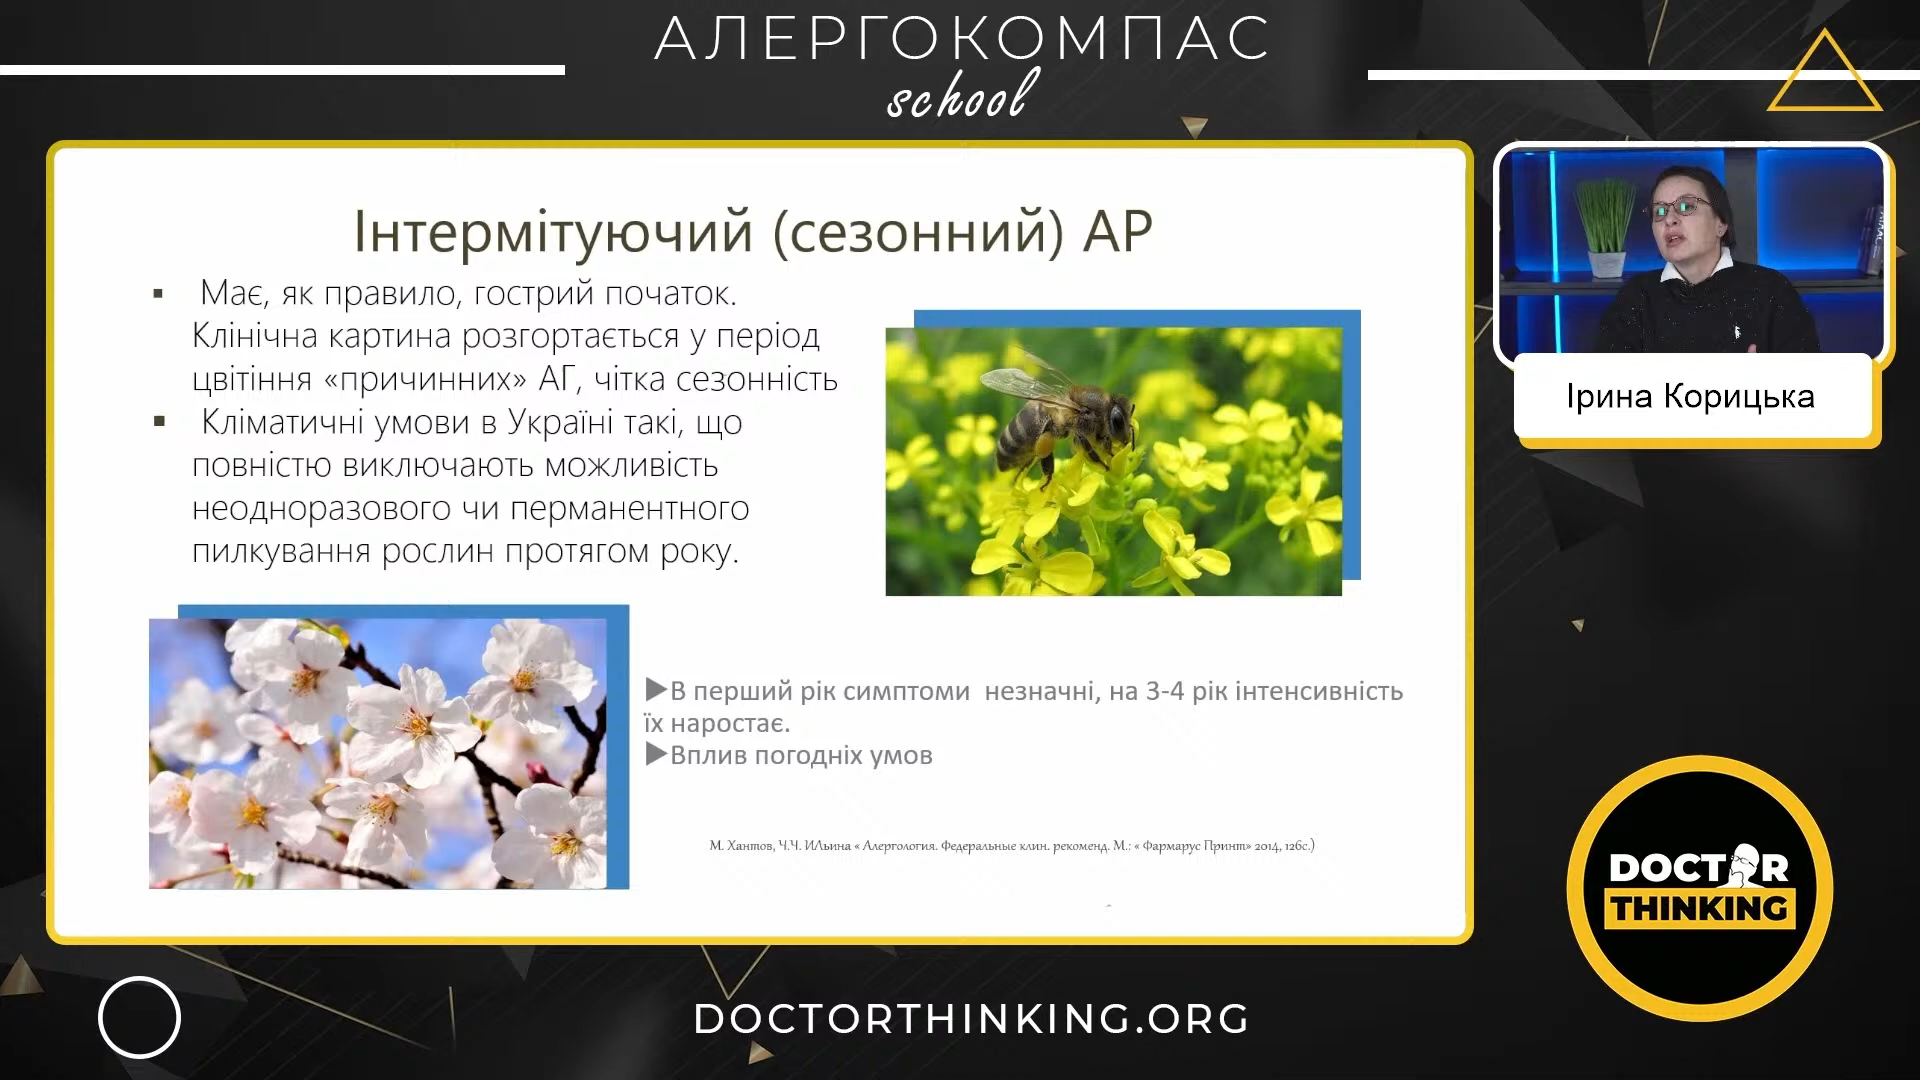 АЛЕРГОКОМПАС
school
Інтермітуючий (сезонний) АР
▪ Має, як правило, гострий початок.
Клінічна картина розгортається у період
цвітіння «причинних» АГ, чітка сезонність
▪ Кліматичні умови в Україні такі, що
повністю виключають можливість
неодноразового чи перманентного
пилкування рослин протягом року.
▶В перший рік симптоми незначні, на 3-4 рік інтенсивність
їх наростає.
▶Вплив погодніх умов
М. Хантов, Ч.Ч. ИЛьина « Алергология. Федеральные клин. рекоменд. М.: « Фармарус Принт» 2014, 126с.)
Ірина Корицька
DOCTOR
THINKING
DOCTORTHINKING.ORG